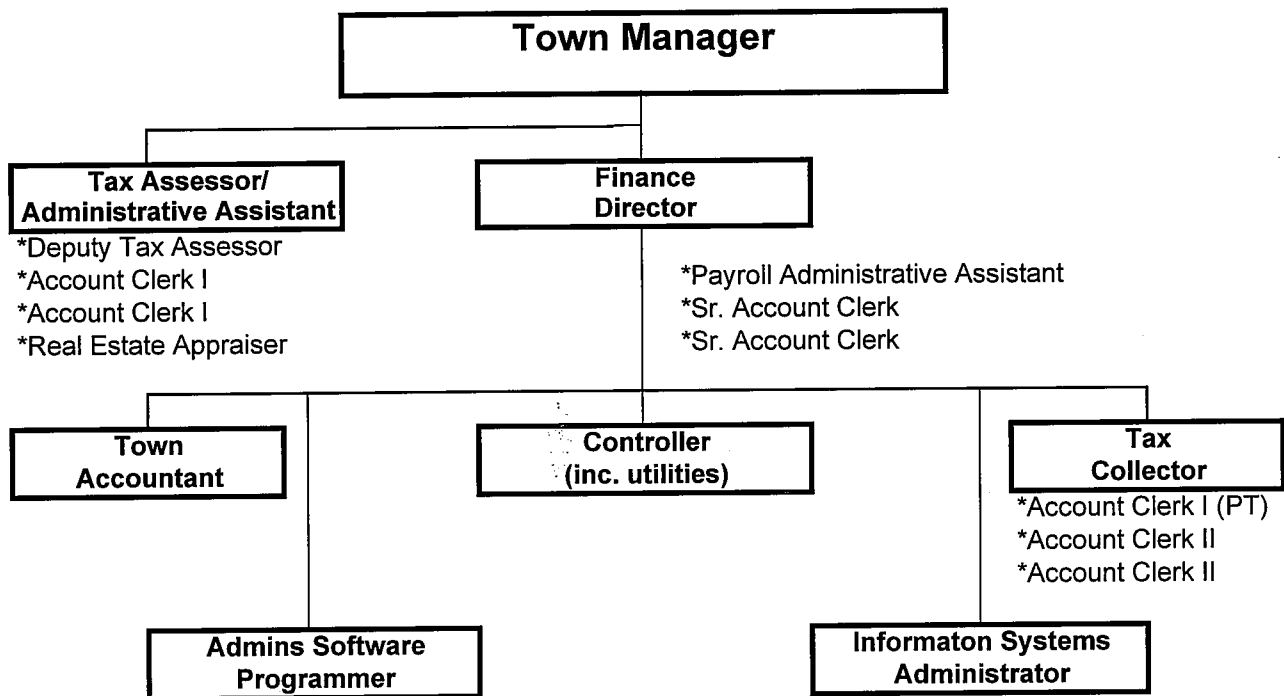 Town Manager
Tax Assessor/
Administrative Assistant
*Deputy Tax Assessor
*Account Clerk I
*Account Clerk I
*Real Estate Appraiser
Finance
Director
*Payroll Administrative Assistant
*Sr. Account Clerk
*Sr. Account Clerk
Town
Accountant
Controller
(inc. utilities)
Tax
Collector
*Account Clerk I (PT)
*Account Clerk II
*Account Clerk II
Admins Software
Programmer
Informaton Systems
Administrator